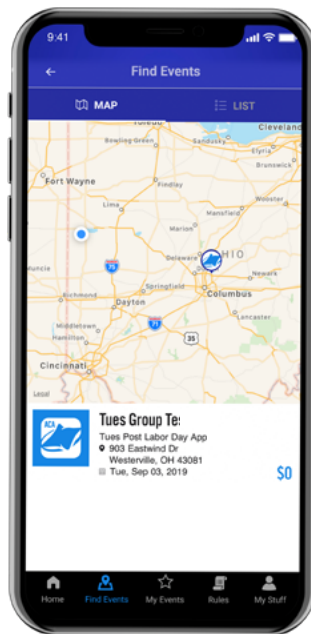 9:41
Find Events
MAP
LIST
Toledo
Cleveland
Bowling Green
Sandusky
Elyria
Brunswick
Fort Wayne
Findlay
Wooster
Lima
Mansfield
Marion
Delaware
OHIO
Muncie
75
Newark
Springfield
Columbus
Richmond
Dayton
71
Lancaster
Middletown
35
Hamilton
Cincinnati
Legal
ACA
Tues Group Tes
Tues Post Labor Day App
903 Eastwind Dr
Westerville, OH 43081
Tue, Sep 03, 2019
$0
Home
Find Events
My Events
Rules
My Stuff